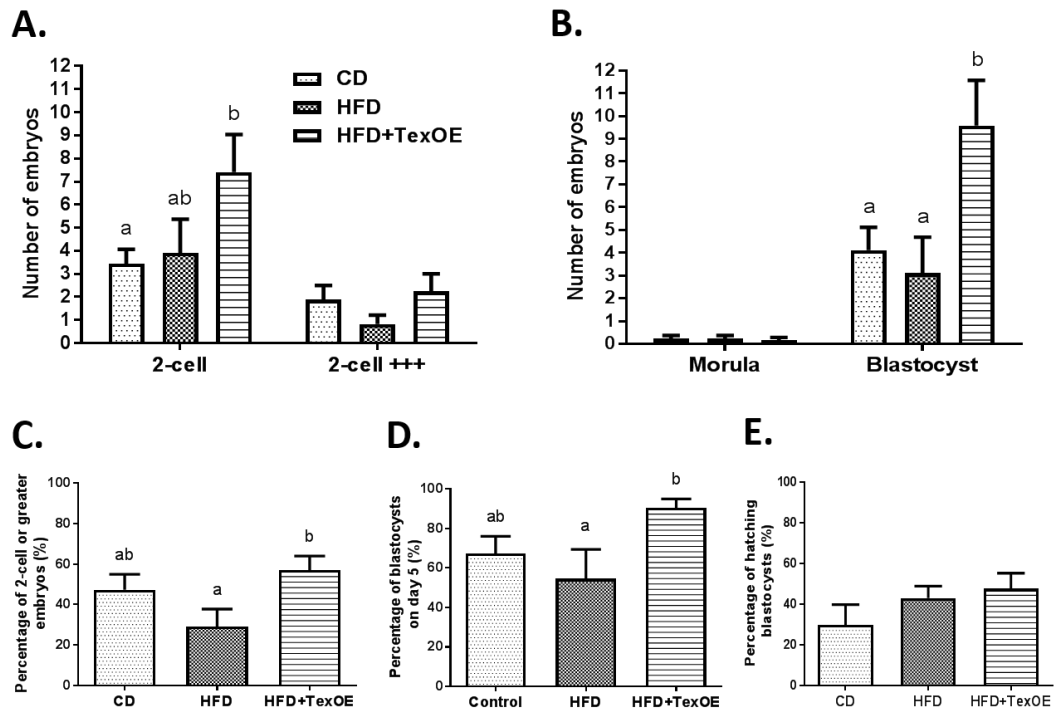 A.
Number of embryos
12
11
10
9
8
7
6
5
4
3
2
1
0
a
ab
b
CD
HFD
HFD+TexOE
2-cell
2-cell +++
B.
Number of embryos
12
11
10
9
8
7
6
5
4
3
2
1
0
a
a
b
Morula
Blastocyst
C.
Percentage of 2-cell or greater
embryos (%)
100
80
60
40
20
0
ab
a
b
CD
HFD
HFD+TexOE
D.
Percentage of blastocysts
on day 5 (%)
100
80
60
40
20
0
ab
a
b
Control
HFD
HFD+TexOE
E.
Percentage of hatching
blastocysts (%)
100
80
60
40
20
0
CD
HFD
HFD+TexOE